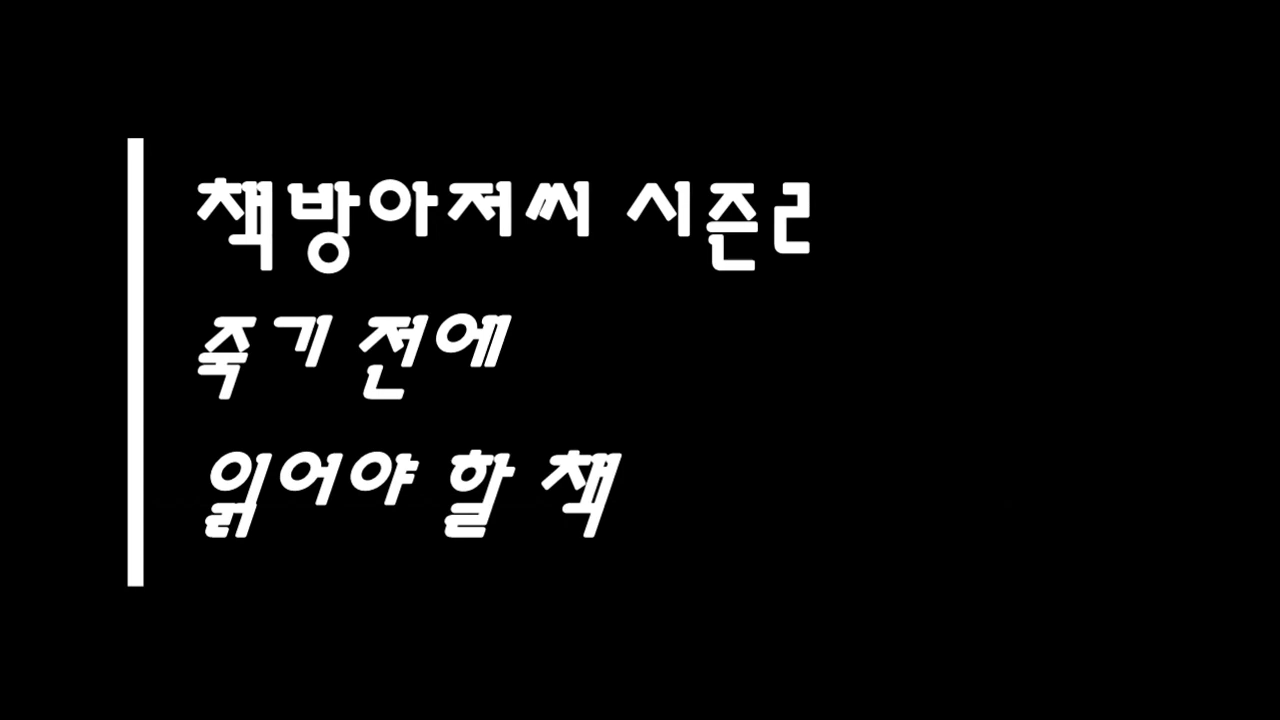 책방아저씨 시즌2
죽기 전에
읽어야 할 책